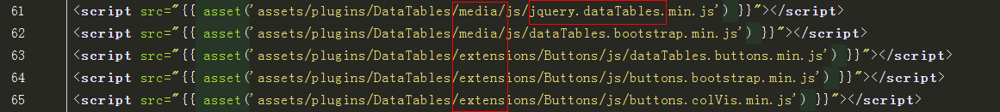 61 <script src="{{ asset('assets/plugins/DataTables/media/js/jquery.dataTables.min.js') }}"></script>
62 <script src="{{ asset('assets/plugins/DataTables/media/js/dataTables.bootstrap.min.js') }}"></script>
63 <script src="{{ asset('assets/plugins/DataTables/extensions/Buttons/js/dataTables.buttons.min.js') }}"></script>
64 <script src="{{ asset('assets/plugins/DataTables/extensions/Buttons/js/buttons.bootstrap.min.js') }}"></script>
65 <script src="{{ asset('assets/plugins/DataTables/extensions/Buttons/js/buttons.colVis.min.js') }}"></script>